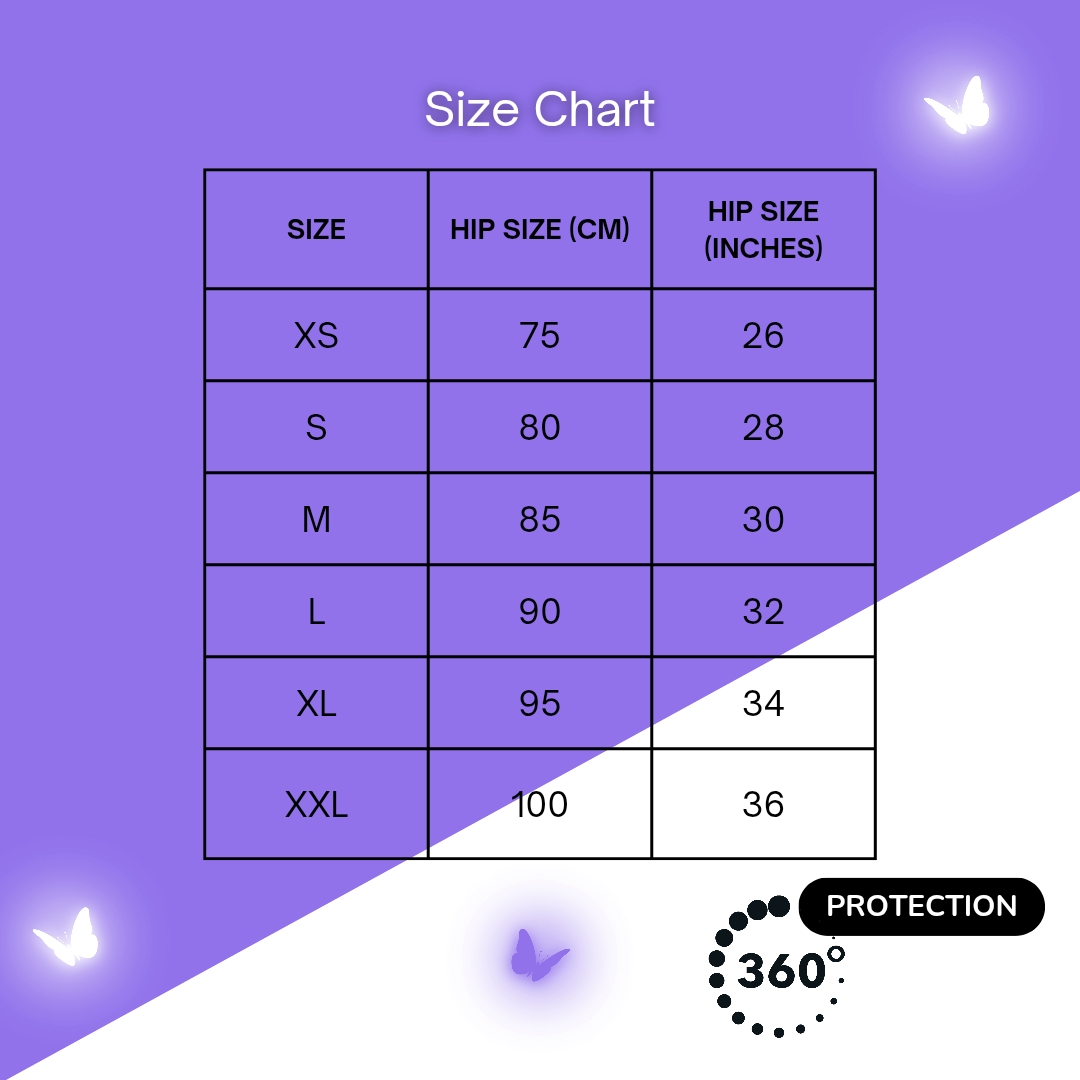 Size Chart
SIZE HIP SIZE (CM) HIP SIZE (INCHES)
XS 75 26
S 80 28
M 85 30
L 90 32
XL 95 34
XXL 100 36
PROTECTION
360°